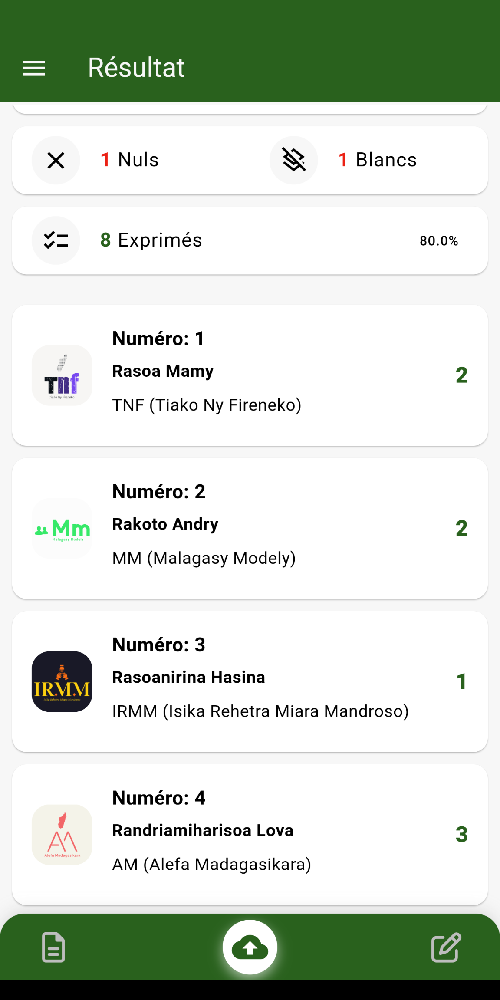 Résultat
1 Nuls
1 Blancs
8 Exprimés
80.0%
Numéro: 1
Rasoa Mamy
TNF (Tiako Ny Fireneko)
2
Tnf
Tiako Ny Fireneko
Numéro: 2
Rakoto Andry
MM (Malagasy Modely)
2
Mm
Malagasy Modely
Numéro: 3
Rasoanirina Hasina
IRMM (Isika Rehetra Miara Mandroso)
1
IRMM
Isika Rehetra Miara Mandroso
Numéro: 4
Randriamiharisoa Lova
AM (Alefa Madagasikara)
3
AM
Alefa Madagasikara